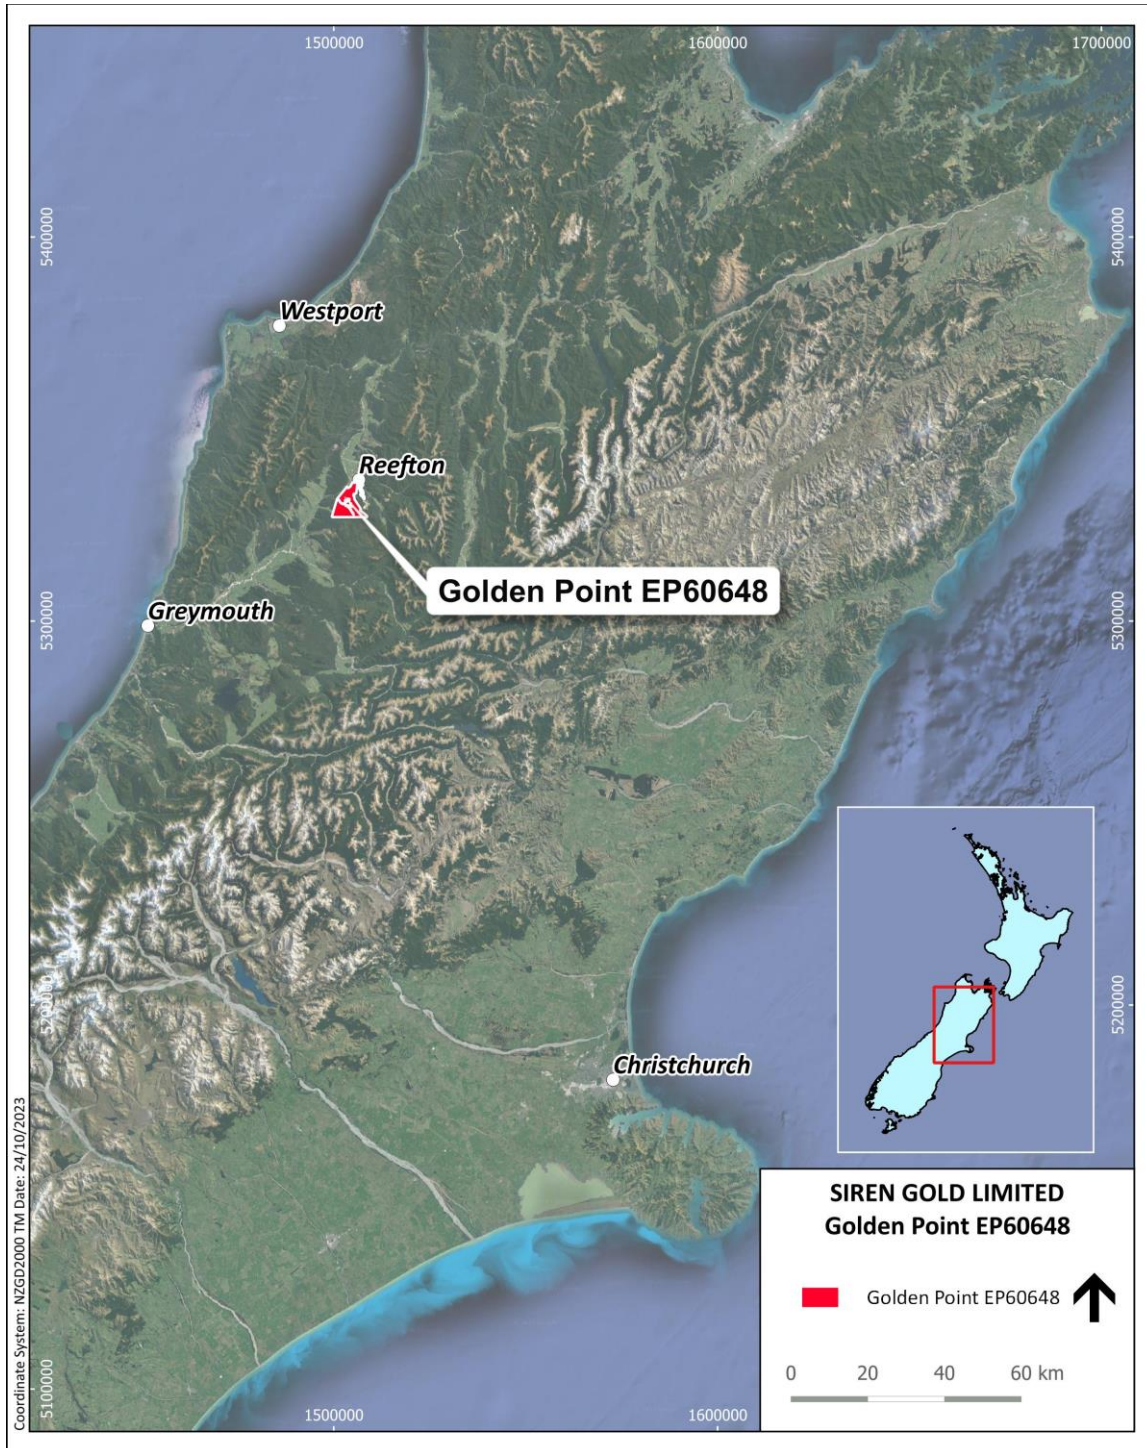 1500000
1600000
1700000
5400000
5400000
Westport
Reefton
Golden Point EP60648
Greymouth
5300000
5300000
5200000
5200000
Christchurch
Coordinate System: NZGD2000 TM Date: 24/10/2023
SIREN GOLD LIMITED
Golden Point EP60648
Golden Point EP60648
0 20 40 60 km
5100000
1500000
1600000